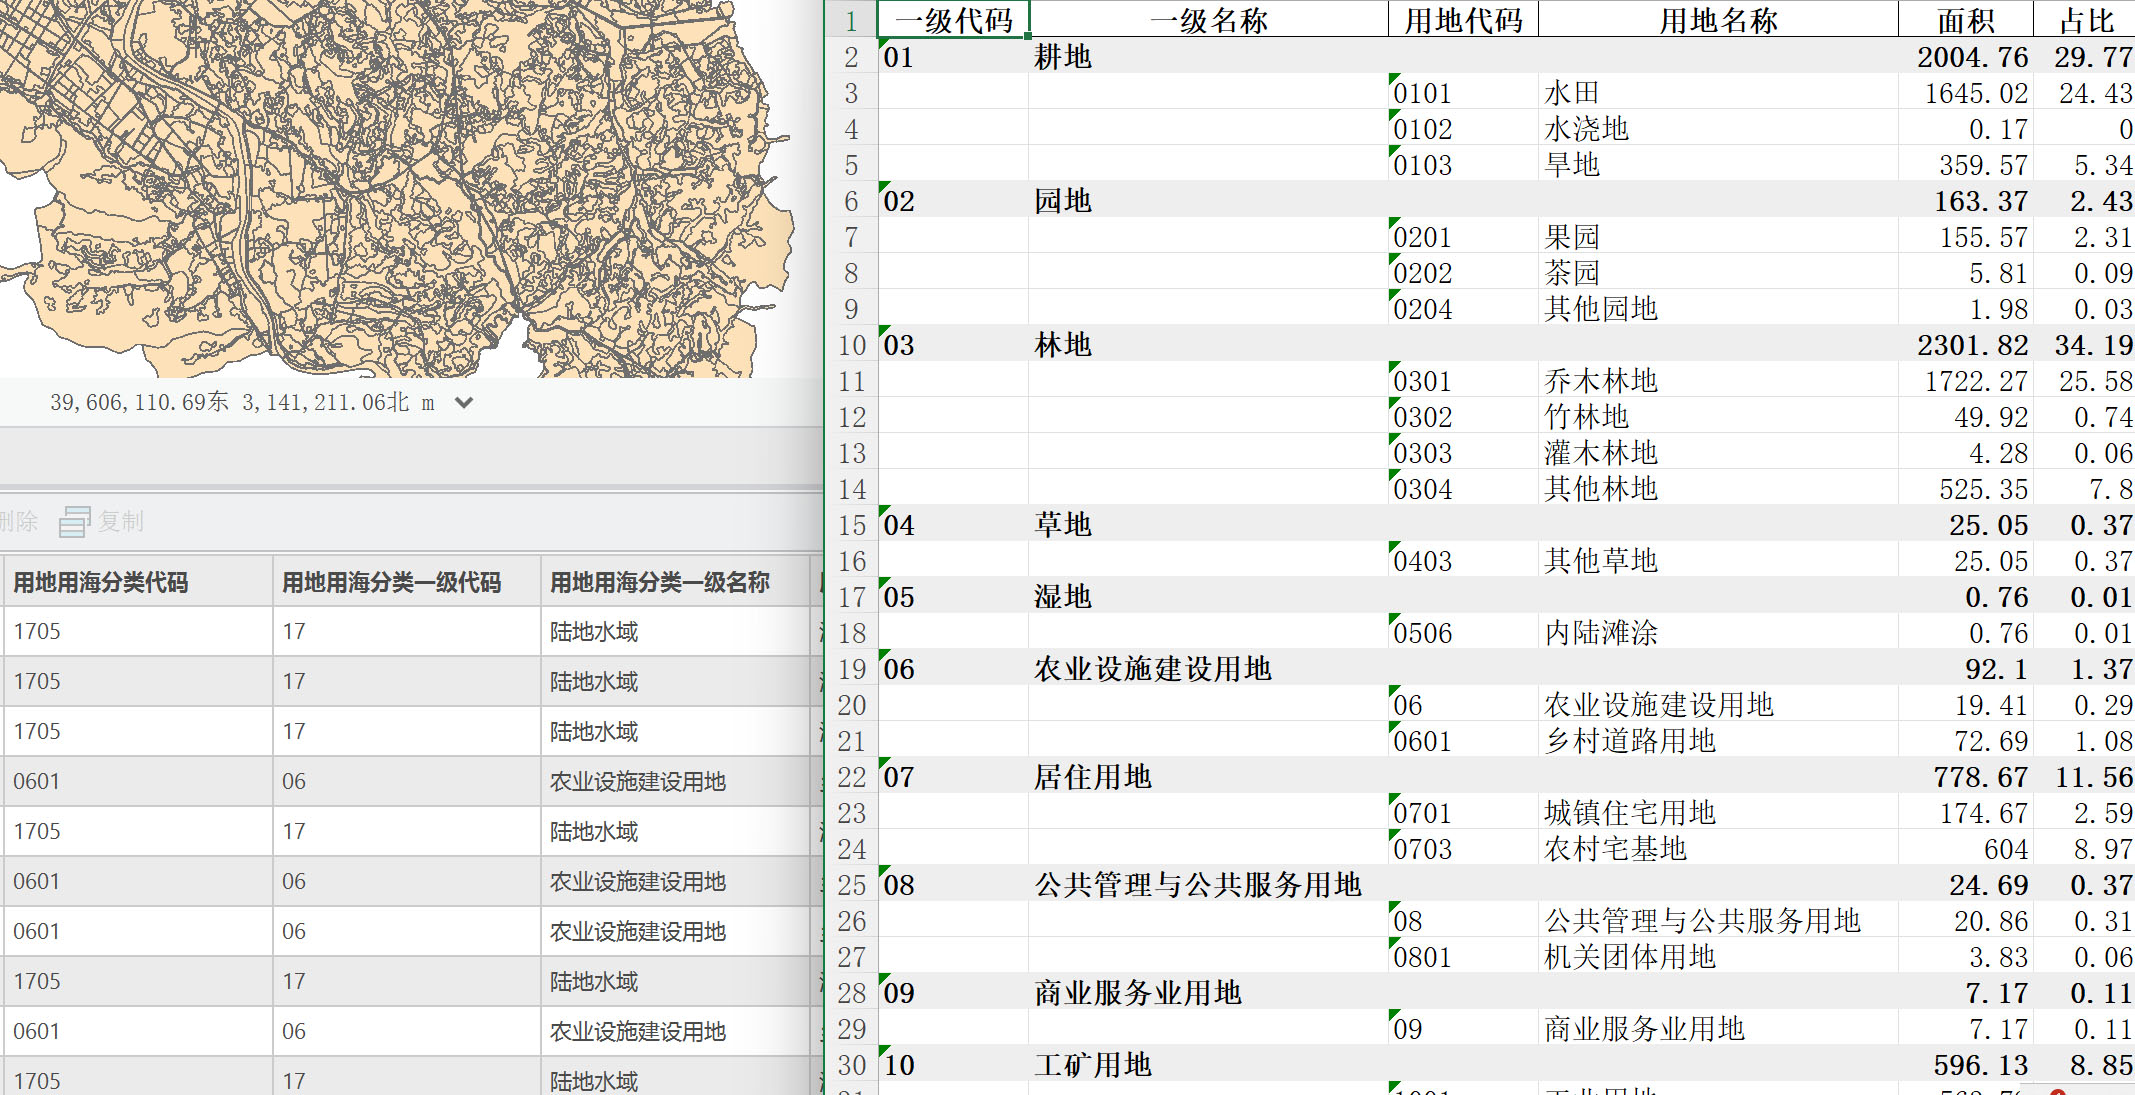 39,606,110.69东 3,141,211.06北 m
删除 复制
用地用海分类代码 用地用海分类一级代码 用地用海分类一级名称
1705 17 陆地水域
1705 17 陆地水域
1705 17 陆地水域
0601 06 农业设施建设用地
1705 17 陆地水域
0601 06 农业设施建设用地
0601 06 农业设施建设用地
1705 17 陆地水域
0601 06 农业设施建设用地
1705 17 陆地水域
1 一级代码 一级名称 用地代码 用地名称 面积 占比
2 01 耕地 2004.76 29.77
3 0101 水田 1645.02 24.43
4 0102 水浇地 0.17 0
5 0103 旱地 359.57 5.34
6 02 园地 163.37 2.43
7 0201 果园 155.57 2.31
8 0202 茶园 5.81 0.09
9 0204 其他园地 1.98 0.03
10 03 林地 2301.82 34.19
11 0301 乔木林地 1722.27 25.58
12 0302 竹林地 49.92 0.74
13 0303 灌木林地 4.28 0.06
14 0304 其他林地 525.35 7.8
15 04 草地 25.05 0.37
16 0403 其他草地 25.05 0.37
17 05 湿地 0.76 0.01
18 0506 内陆滩涂 0.76 0.01
19 06 农业设施建设用地 92.1 1.37
20 06 农业设施建设用地 19.41 0.29
21 0601 乡村道路用地 72.69 1.08
22 07 居住用地 778.67 11.56
23 0701 城镇住宅用地 174.67 2.59
24 0703 农村宅基地 604 8.97
25 08 公共管理与公共服务用地 24.69 0.37
26 08 公共管理与公共服务用地 20.86 0.31
27 0801 机关团体用地 3.83 0.06
28 09 商业服务业用地 7.17 0.11
29 09 商业服务业用地 7.17 0.11
30 10 工矿用地 596.13 8.85